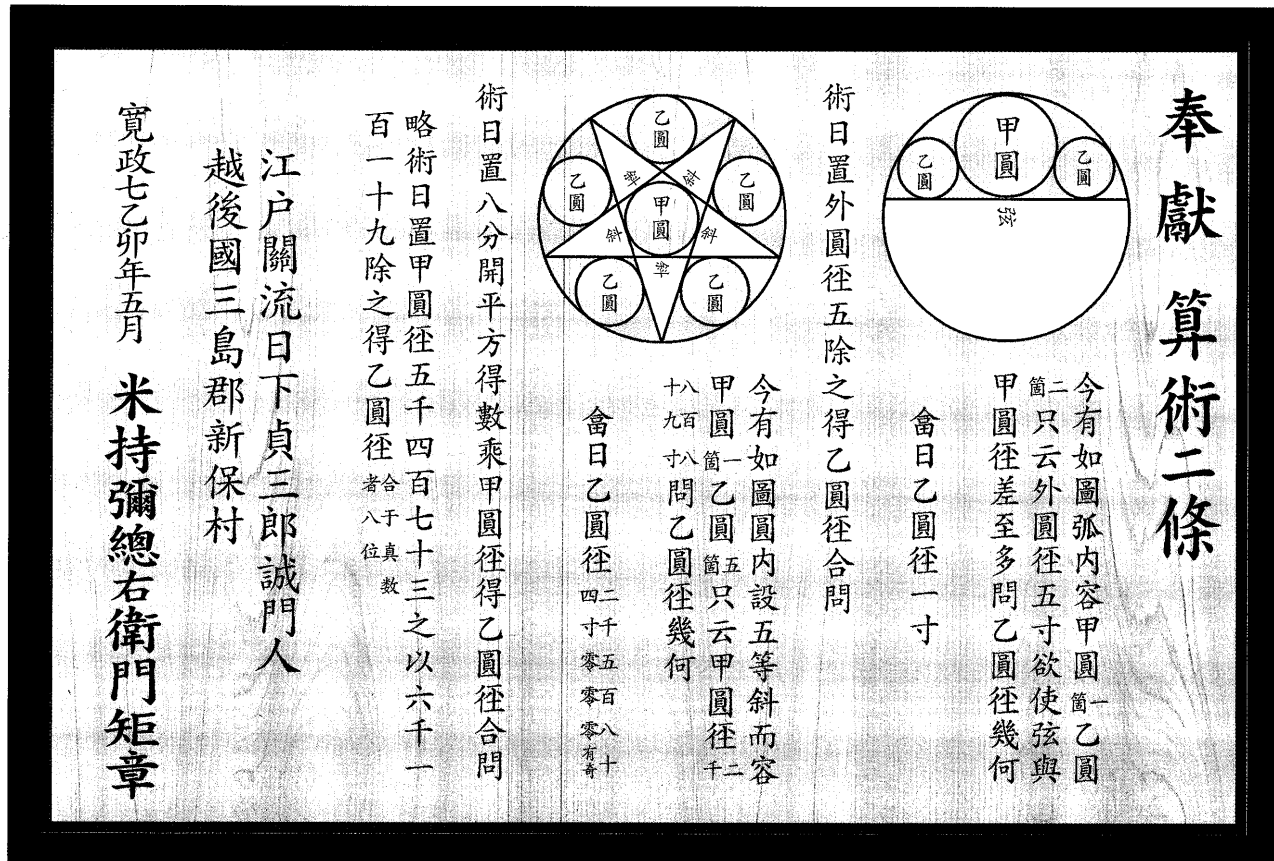 奉獻算術二條
乙圓
甲圓
乙圓
弦
今有如圖弧内容甲圓一箇乙圓
二箇只云外圓徑五寸欲使弦與
甲圓徑差至多問乙圓徑幾何
畣曰乙圓徑一寸
術曰置外圓徑五除之得乙圓徑合問
乙圓
乙圓
乙圓
甲圓
乙圓
乙圓
斜
斜
斜
斜
斜
今有如圖圓内設五等斜而容
甲圓一箇乙圓五箇只云甲圓徑二千
八百八十九寸問乙圓徑幾何
畣曰乙圓徑二千五百八十四寸零零零有奇
術曰置八分開平方得數乘甲圓徑得乙圓徑合問
略術曰置甲圓徑五千四百七十三之以六千一
百一十九除之得乙圓徑合于真數者八位
江戸關流日下貞三郎誠門人
越後國三島郡新保村
寛政七乙卯年五月 米持彌總右衛門矩章